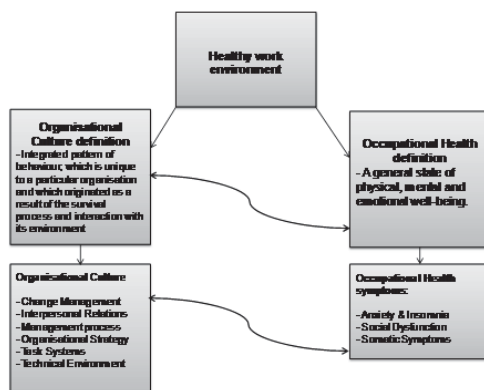 Healthy work
environment
Organisational
Culture definition
-Integrated pattern of
behaviour, which is unique
to a particular organisation
and which originated as a
result of the survival
process and interaction with
its environment
Occupational Health
definition
- A general state of
physical, mental and
emotional well-being.
Organisational Culture
-Change Management
-Interpersonal Relations
-Management process
-Organisational Strategy
-Task Systems
-Technical Environment
Occupational Health
symptoms:
-Anxiety & Insomnia
-Social Dysfunction
-Somatic Symptoms